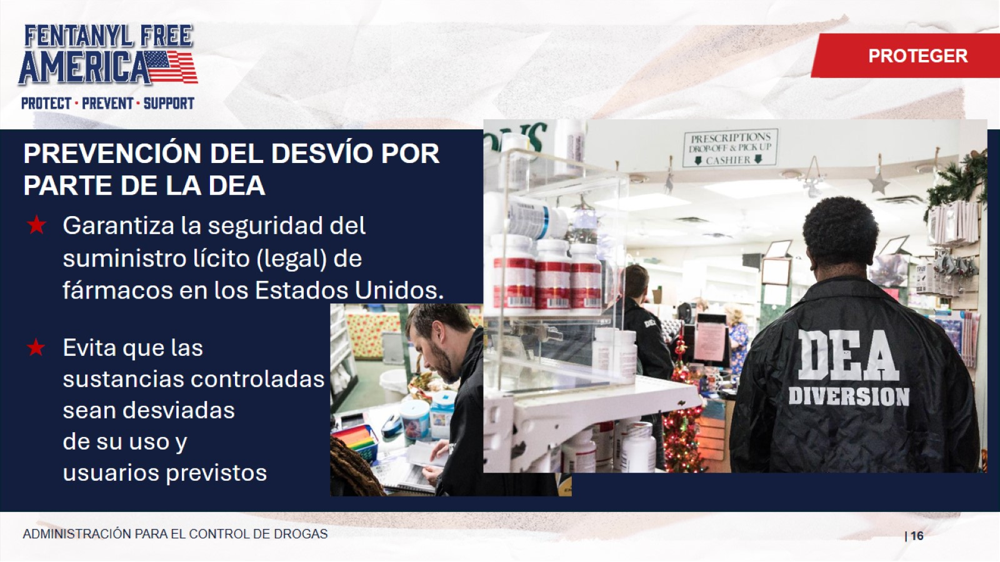 FENTANYL FREE
AMERICA
PROTECT · PREVENT · SUPPORT
PROTEGER
PREVENCIÓN DEL DESVÍO POR
PARTE DE LA DEA
★ Garantiza la seguridad del
suministro lícito (legal) de
fármacos en los Estados Unidos.
★ Evita que las
sustancias controladas
sean desviadas
de su uso y
usuarios previstos
PRESCRIPTIONS
DROP-OFF & PICK UP
CASHIER
DEA
DIVERSION
ADMINISTRACIÓN PARA EL CONTROL DE DROGAS
| 16